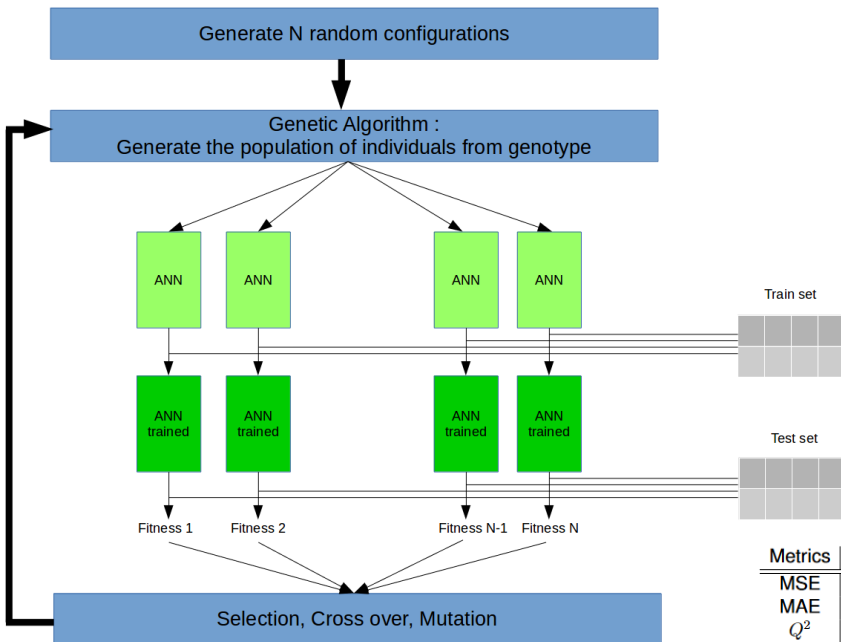 Generate N random configurations
Genetic Algorithm :
Generate the population of individuals from genotype
ANN
ANN
ANN
ANN
Train set
ANN
trained
ANN
trained
ANN
trained
ANN
trained
Test set
Fitness 1
Fitness 2
Fitness N-1
Fitness N
Metrics
MSE
MAE
Q²
Selection, Cross over, Mutation